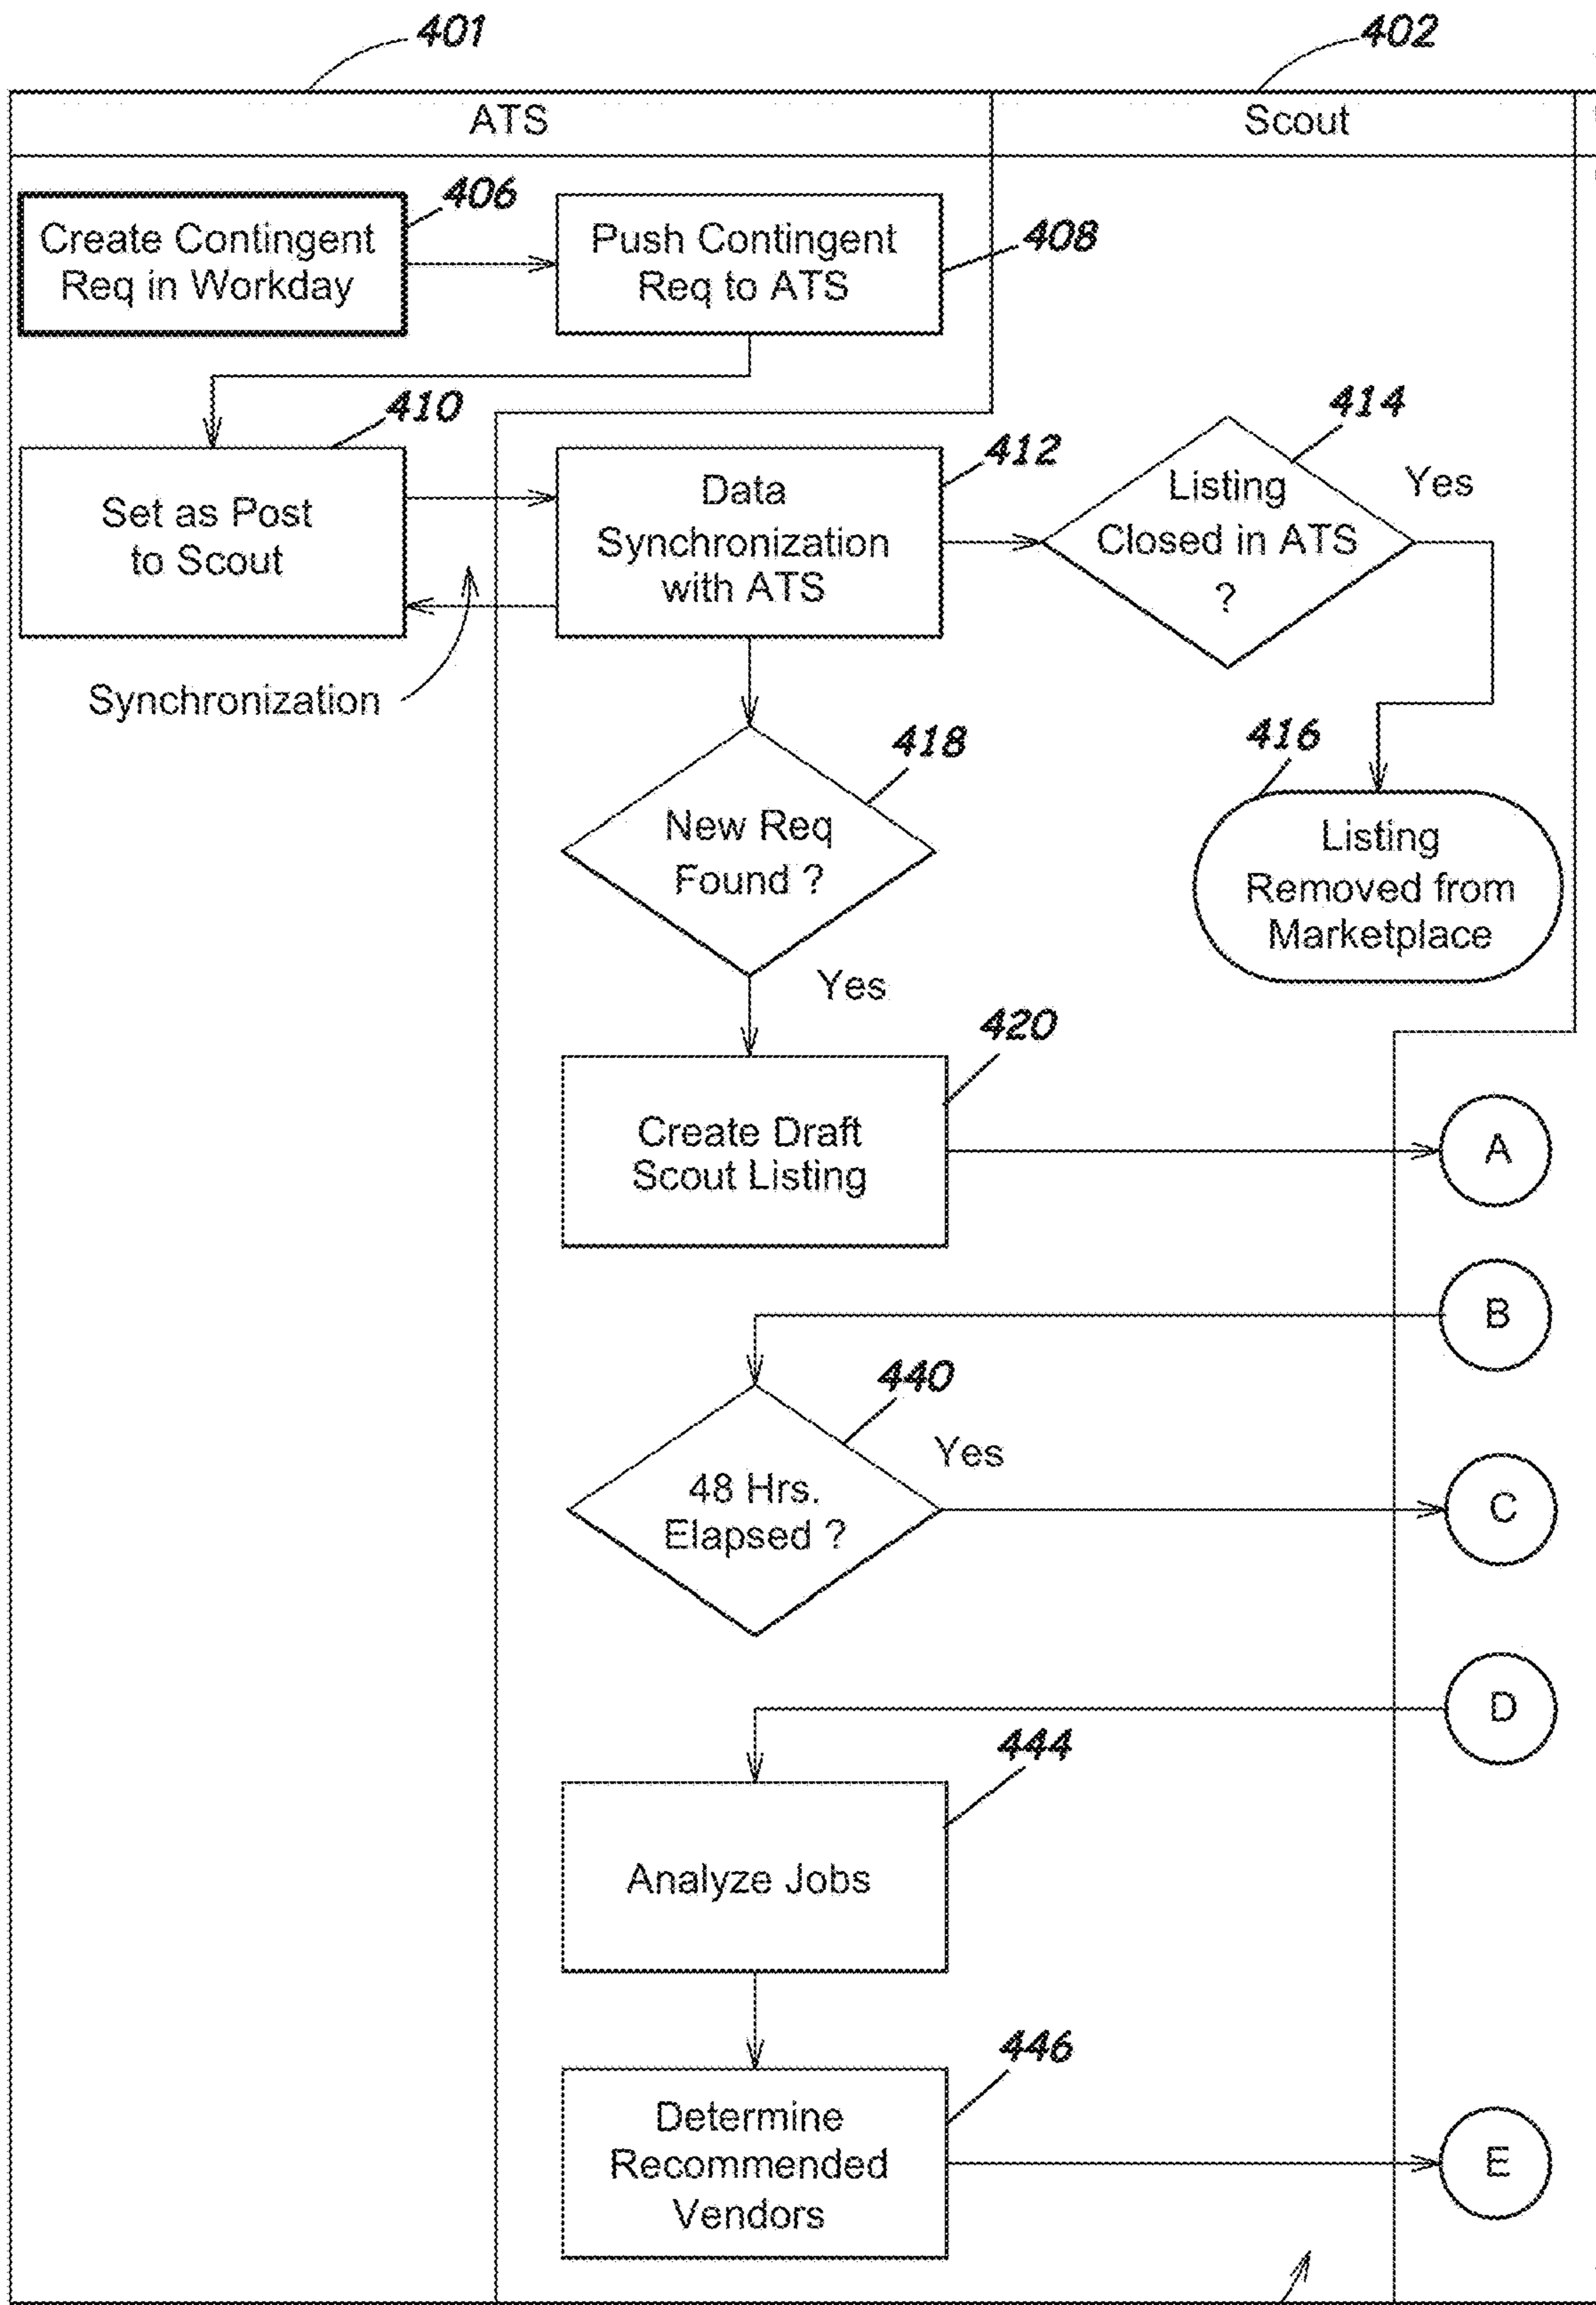 401
402
ATS
Scout
406
Create Contingent
Req in Workday
Push Contingent
Req to ATS
408
410
Set as Post
to Scout
412
Data
Synchronization
with ATS
414
Listing
Closed in ATS
?
Yes
Synchronization
416
Listing
Removed from
Marketplace
418
New Req
Found ?
Yes
420
Create Draft
Scout Listing
A
B
440
48 Hrs.
Elapsed ?
Yes
C
D
444
Analyze Jobs
446
Determine
Recommended
Vendors
E